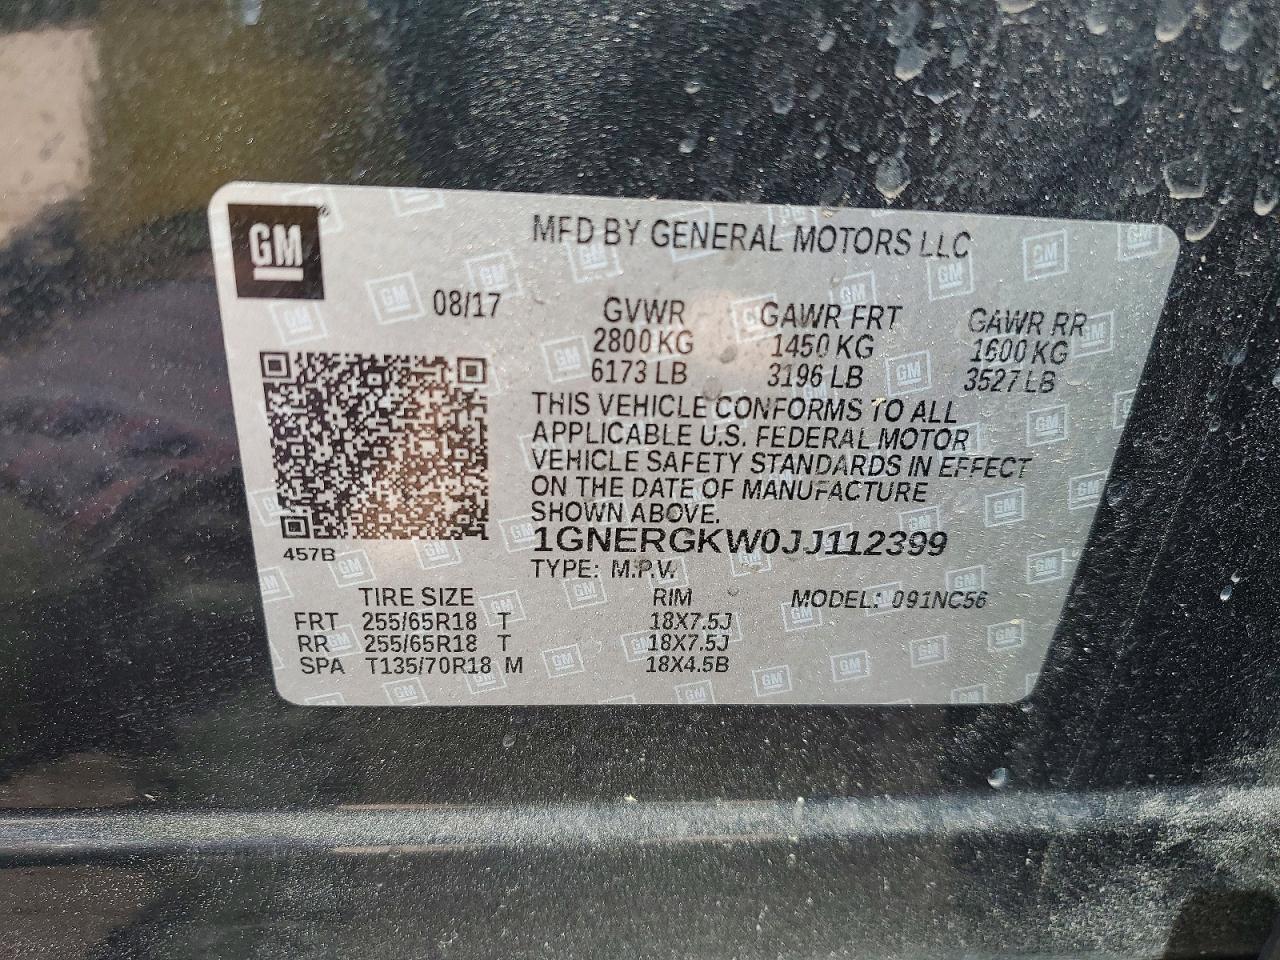 GM
MFD BY GENERAL MOTORS LLC
08/17 GVWR GAWR FRT GAWR RR
2800 KG 1450 KG 1600 KG
6173 LB 3196 LB 3527 LB
THIS VEHICLE CONFORMS TO ALL
APPLICABLE U.S. FEDERAL MOTOR
VEHICLE SAFETY STANDARDS IN EFFECT
ON THE DATE OF MANUFACTURE
SHOWN ABOVE.
457B
1GNERGKW0JJ112399
TYPE: M.P.V.
TIRE SIZE RIM MODEL: 091NC56
FRT 255/65R18 T 18X7.5J
RR 255/65R18 T 18X7.5J
SPA T135/70R18 M 18X4.5B